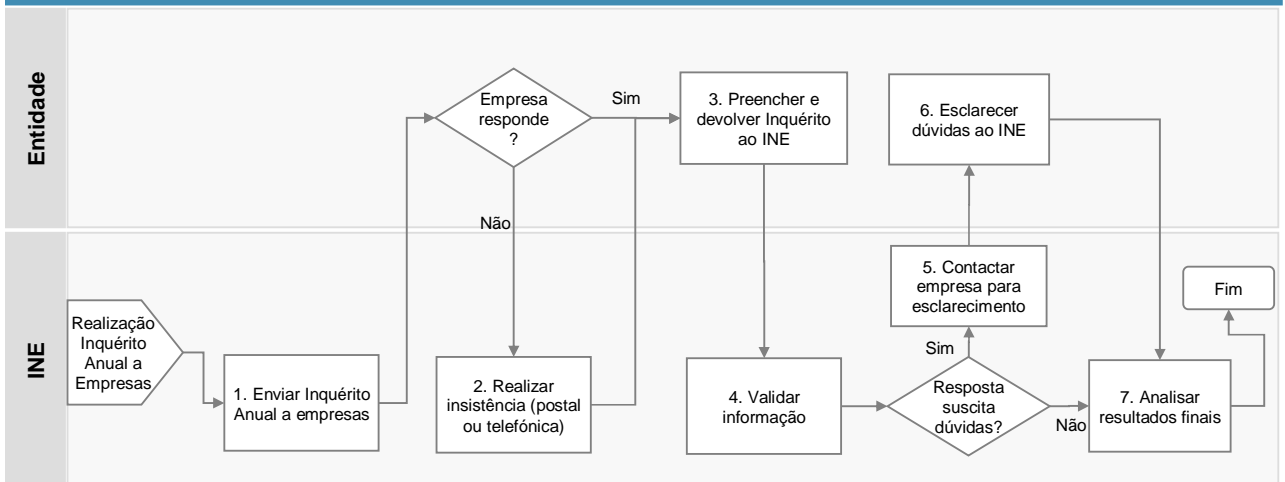 Entidade
Empresa
responde
?
Sim
Não
3. Preencher e
devolver Inquérito
ao INE
6. Esclarecer
dúvidas ao INE
INE
Realização
Inquérito
Anual a
Empresas
1. Enviar Inquérito
Anual a empresas
2. Realizar
insistência (postal
ou telefónica)
4. Validar
informação
5. Contactar
empresa para
esclarecimento
Sim
Resposta
suscita
dúvidas?
Não
7. Analisar
resultados finais
Fim